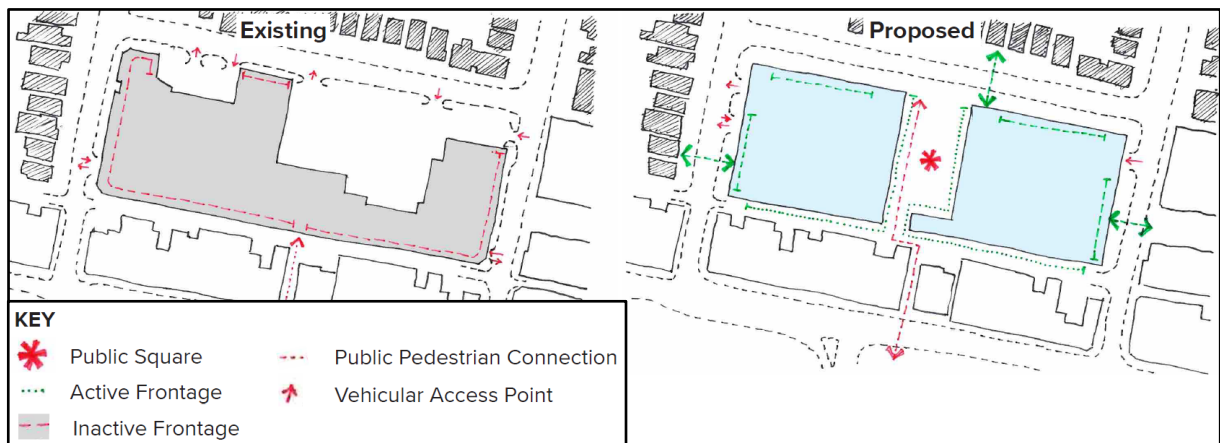 Existing
Proposed
KEY
Public Square
Public Pedestrian Connection
Active Frontage
Vehicular Access Point
Inactive Frontage